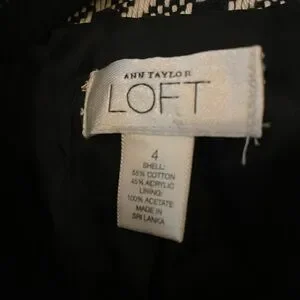 ANN TAYLOR
LOFT
4
SHELL:
55% COTTON
45% ACRYLIC
LINING:
100% ACETATE
MADE IN
SRI LANKA